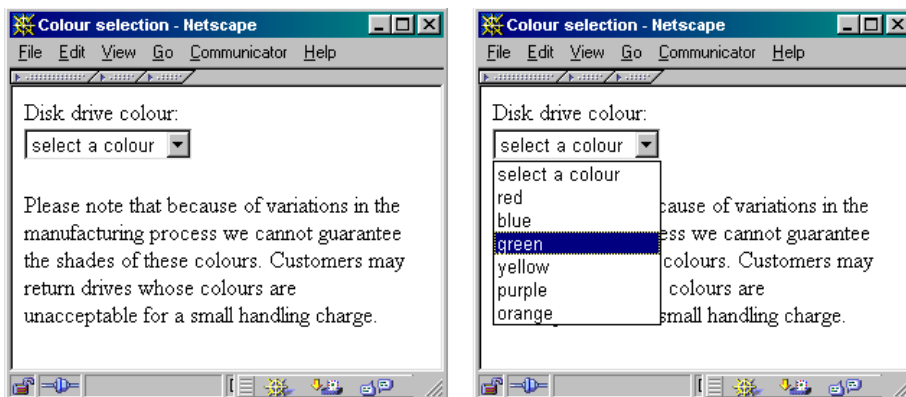 Colour selection - Netscape
File Edit View Go Communicator Help
Disk drive colour:
select a colour
Please note that because of variations in the
manufacturing process we cannot guarantee
the shades of these colours. Customers may
return drives whose colours are
unacceptable for a small handling charge.
Colour selection - Netscape
File Edit View Go Communicator Help
Disk drive colour:
select a colour
select a colour
red
blue
green
yellow
purple
orange
cause of variations in the
ess we cannot guarantee
colours. Customers may
colours are
small handling charge.